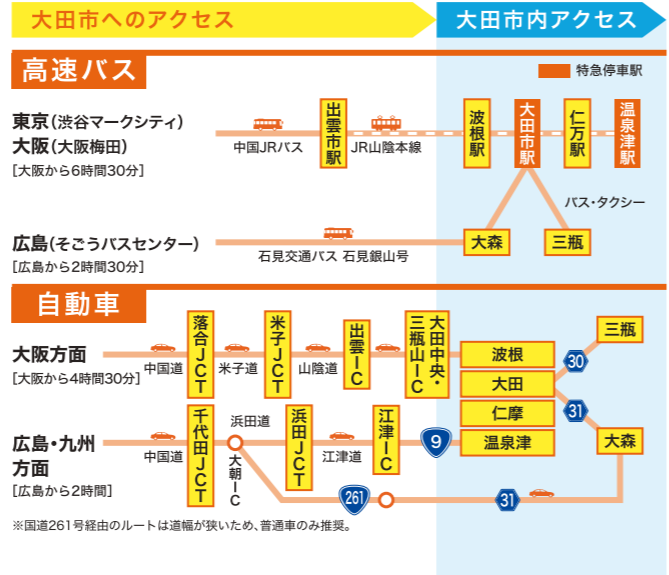 大田市へのアクセス
大田市内アクセス
高速バス
特急停車駅
東京（渋谷マークシティ）
大阪（大阪梅田）
［大阪から6時間30分］
中国JRバス
出雲市駅
JR山陰本線
波根駅
大田市駅
仁万駅
温泉津駅
バス・タクシー
広島（そごうバスセンター）
［広島から2時間30分］
石見交通バス 石見銀山号
大森
三瓶
自動車
大阪方面
［大阪から4時間30分］
中国道
落合JCT
米子道
米子JCT
山陰道
出雲IC
大田中央・
三瓶山IC
波根
大田
仁摩
温泉津
30
31
三瓶
大森
広島・九州
方面
［広島から2時間］
中国道
千代田JCT
浜田道
大朝IC
浜田JCT
江津道
江津IC
9
261
31
※国道261号経由のルートは道幅が狭いため、普通車のみ推奨。